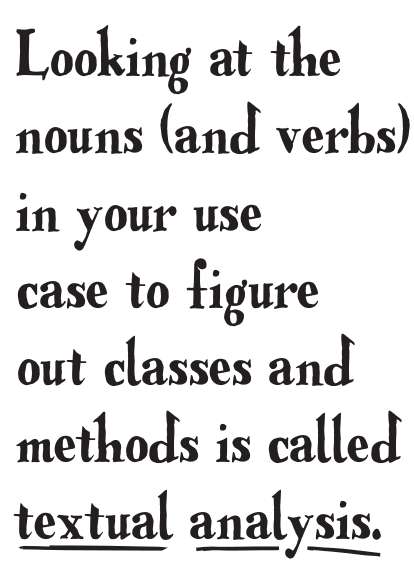 Looking at the
nouns (and verbs)
in your use
case to figure
out classes and
methods is called
textual analysis.